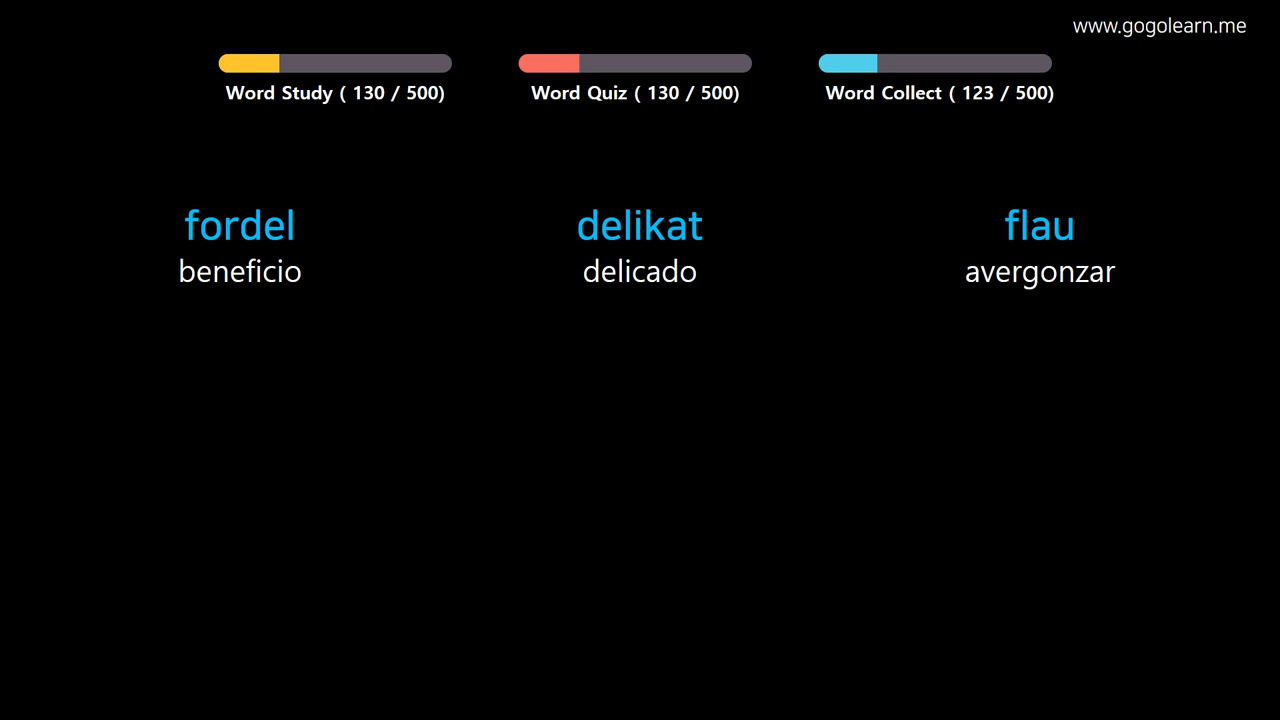 www.gogolearn.me
Word Study ( 130 / 500)
Word Quiz ( 130 / 500)
Word Collect ( 123 / 500)
fordel
beneficio
delikat
delicado
flau
avergonzar